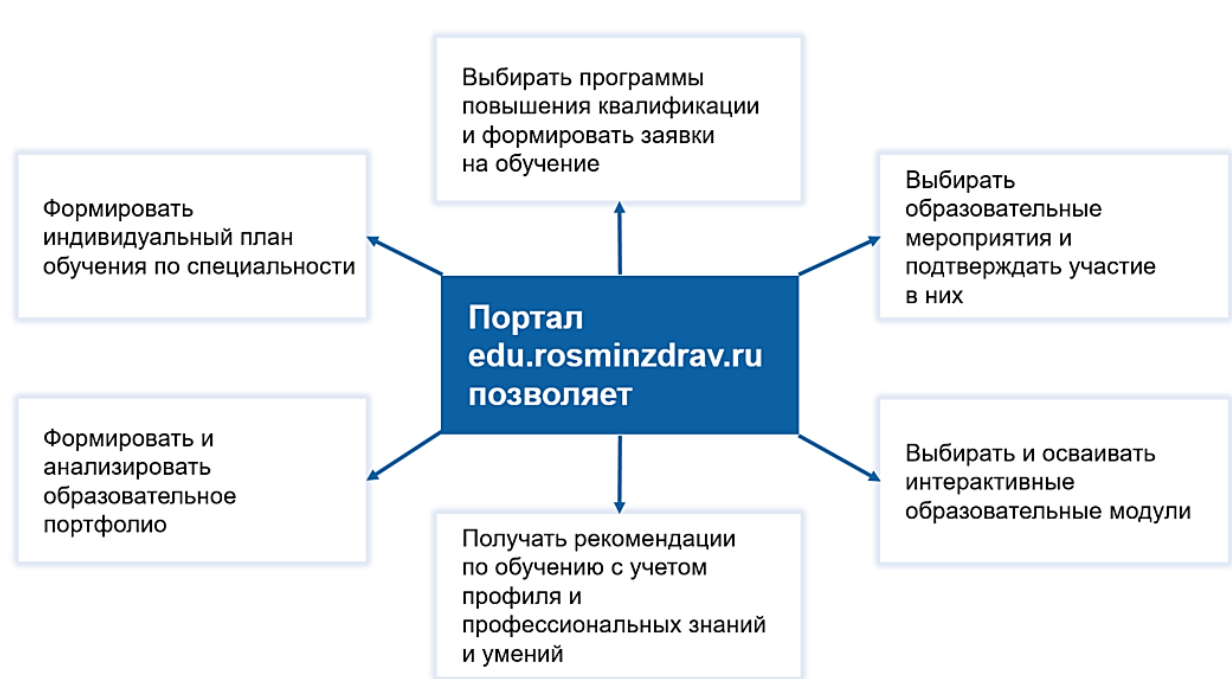 Выбирать программы
повышения квалификации
и формировать заявки
на обучение
Формировать
индивидуальный план
обучения по специальности
Выбирать
образовательные
мероприятия и
подтверждать участие
в них
Портал
edu.rosminzdrav.ru
позволяет
Формировать и
анализировать
образовательное
портфолио
Выбирать и осваивать
интерактивные
образовательные модули
Получать рекомендации
по обучению с учетом
профиля и
профессиональных знаний
и умений